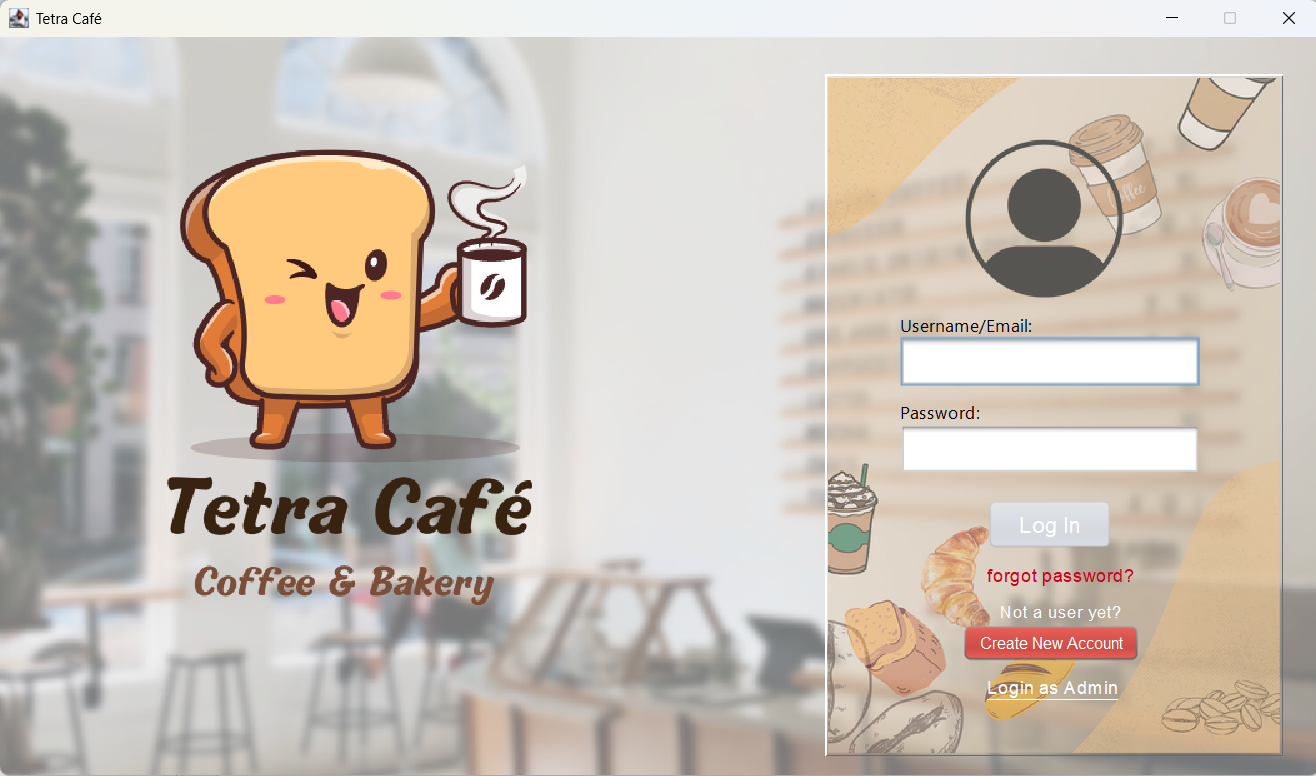 Tetra Café
Coffee
Username/Email:
Password:
Tetra Café
Coffee & Bakery
Log In
forgot password?
Not a user yet?
Create New Account
Login as Admin